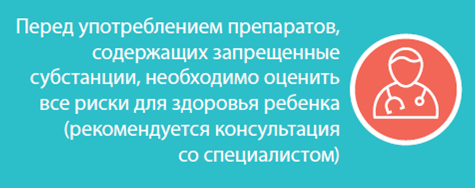 Перед употреблением препаратов,
содержащих запрещенные
субстанции, необходимо оценить
все риски для здоровья ребенка
(рекомендуется консультация
со специалистом)